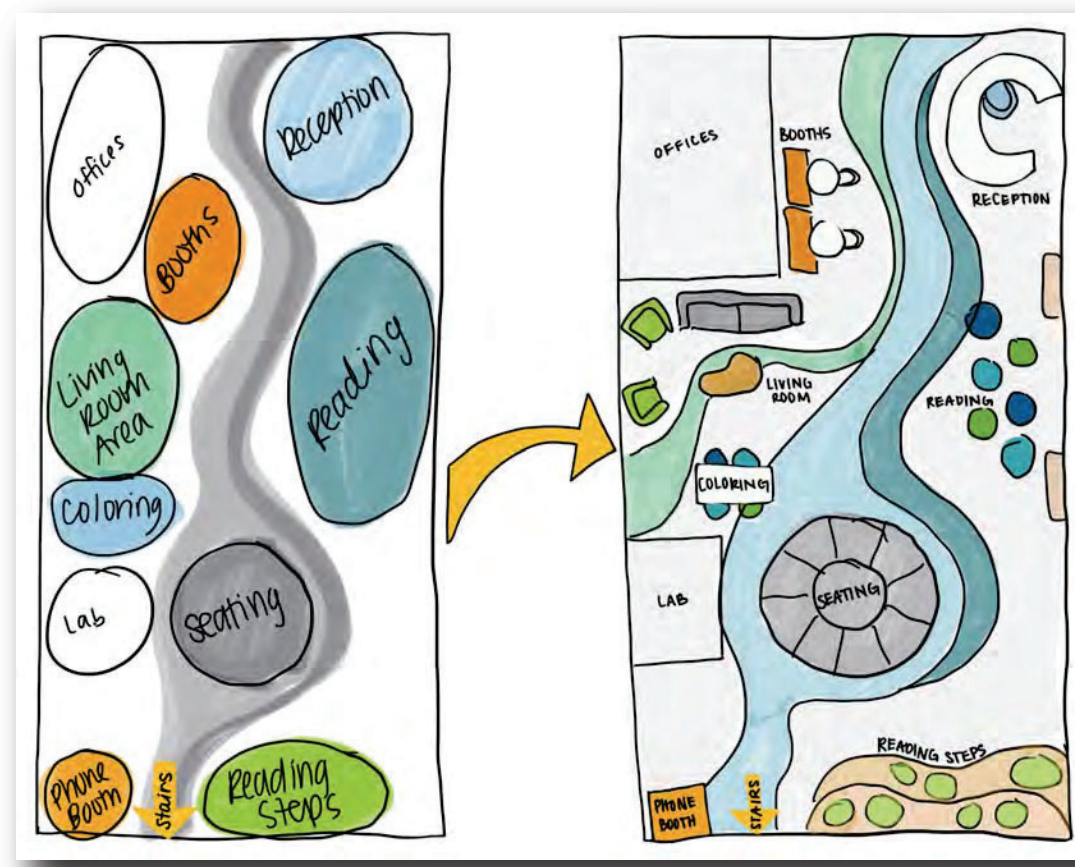 Offices
Reception
Booths
Living
Room
Area
Reading
Coloring
Lab
Seating
Phone
Booth
Stairs
Reading
Steps
OFFICES
BOOTHS
RECEPTION
LIVING
ROOM
READING
COLORING
LAB
SEATING
READING STEPS
PHONE
BOOTH
STAIRS